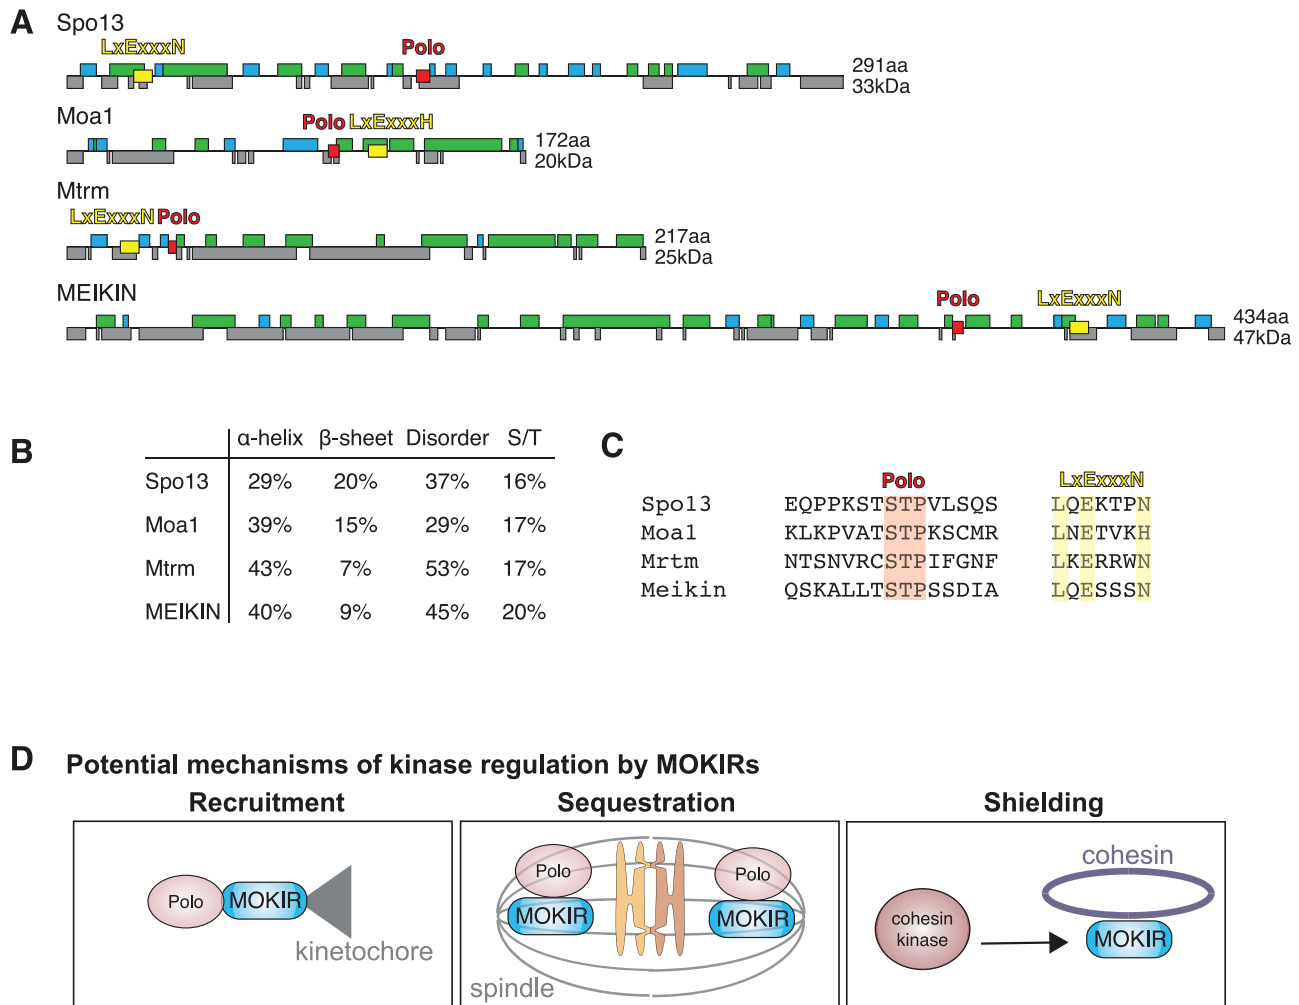 A
Spo13
LxExxxN
Polo
291aa
33kDa
Moa1
Polo LxExxxH
172aa
20kDa
Mtrm
LxExxxN Polo
217aa
25kDa
MEIKIN
Polo
LxExxxN
434aa
47kDa
B
α-helix β-sheet Disorder S/T
Spo13 29% 20% 37% 16%
Moa1 39% 15% 29% 17%
Mtrm 43% 7% 53% 17%
MEIKIN 40% 9% 45% 20%
C
Polo LxExxxN
Spo13 EQPPKSTSTPVLSQS LQEKTPN
Moa1 KLKPVATSTPKSCMR LNETVKH
Mrtm NTSNVRCSTPIFGNF LKERRWN
Meikin QSKALLTSTPSSDIA LQESSSN
D
Potential mechanisms of kinase regulation by MOKIRs
Recruitment
Polo
MOKIR
kinetochore
Sequestration
Polo
MOKIR
Polo
MOKIR
spindle
Shielding
cohesin
cohesin
kinase
MOKIR